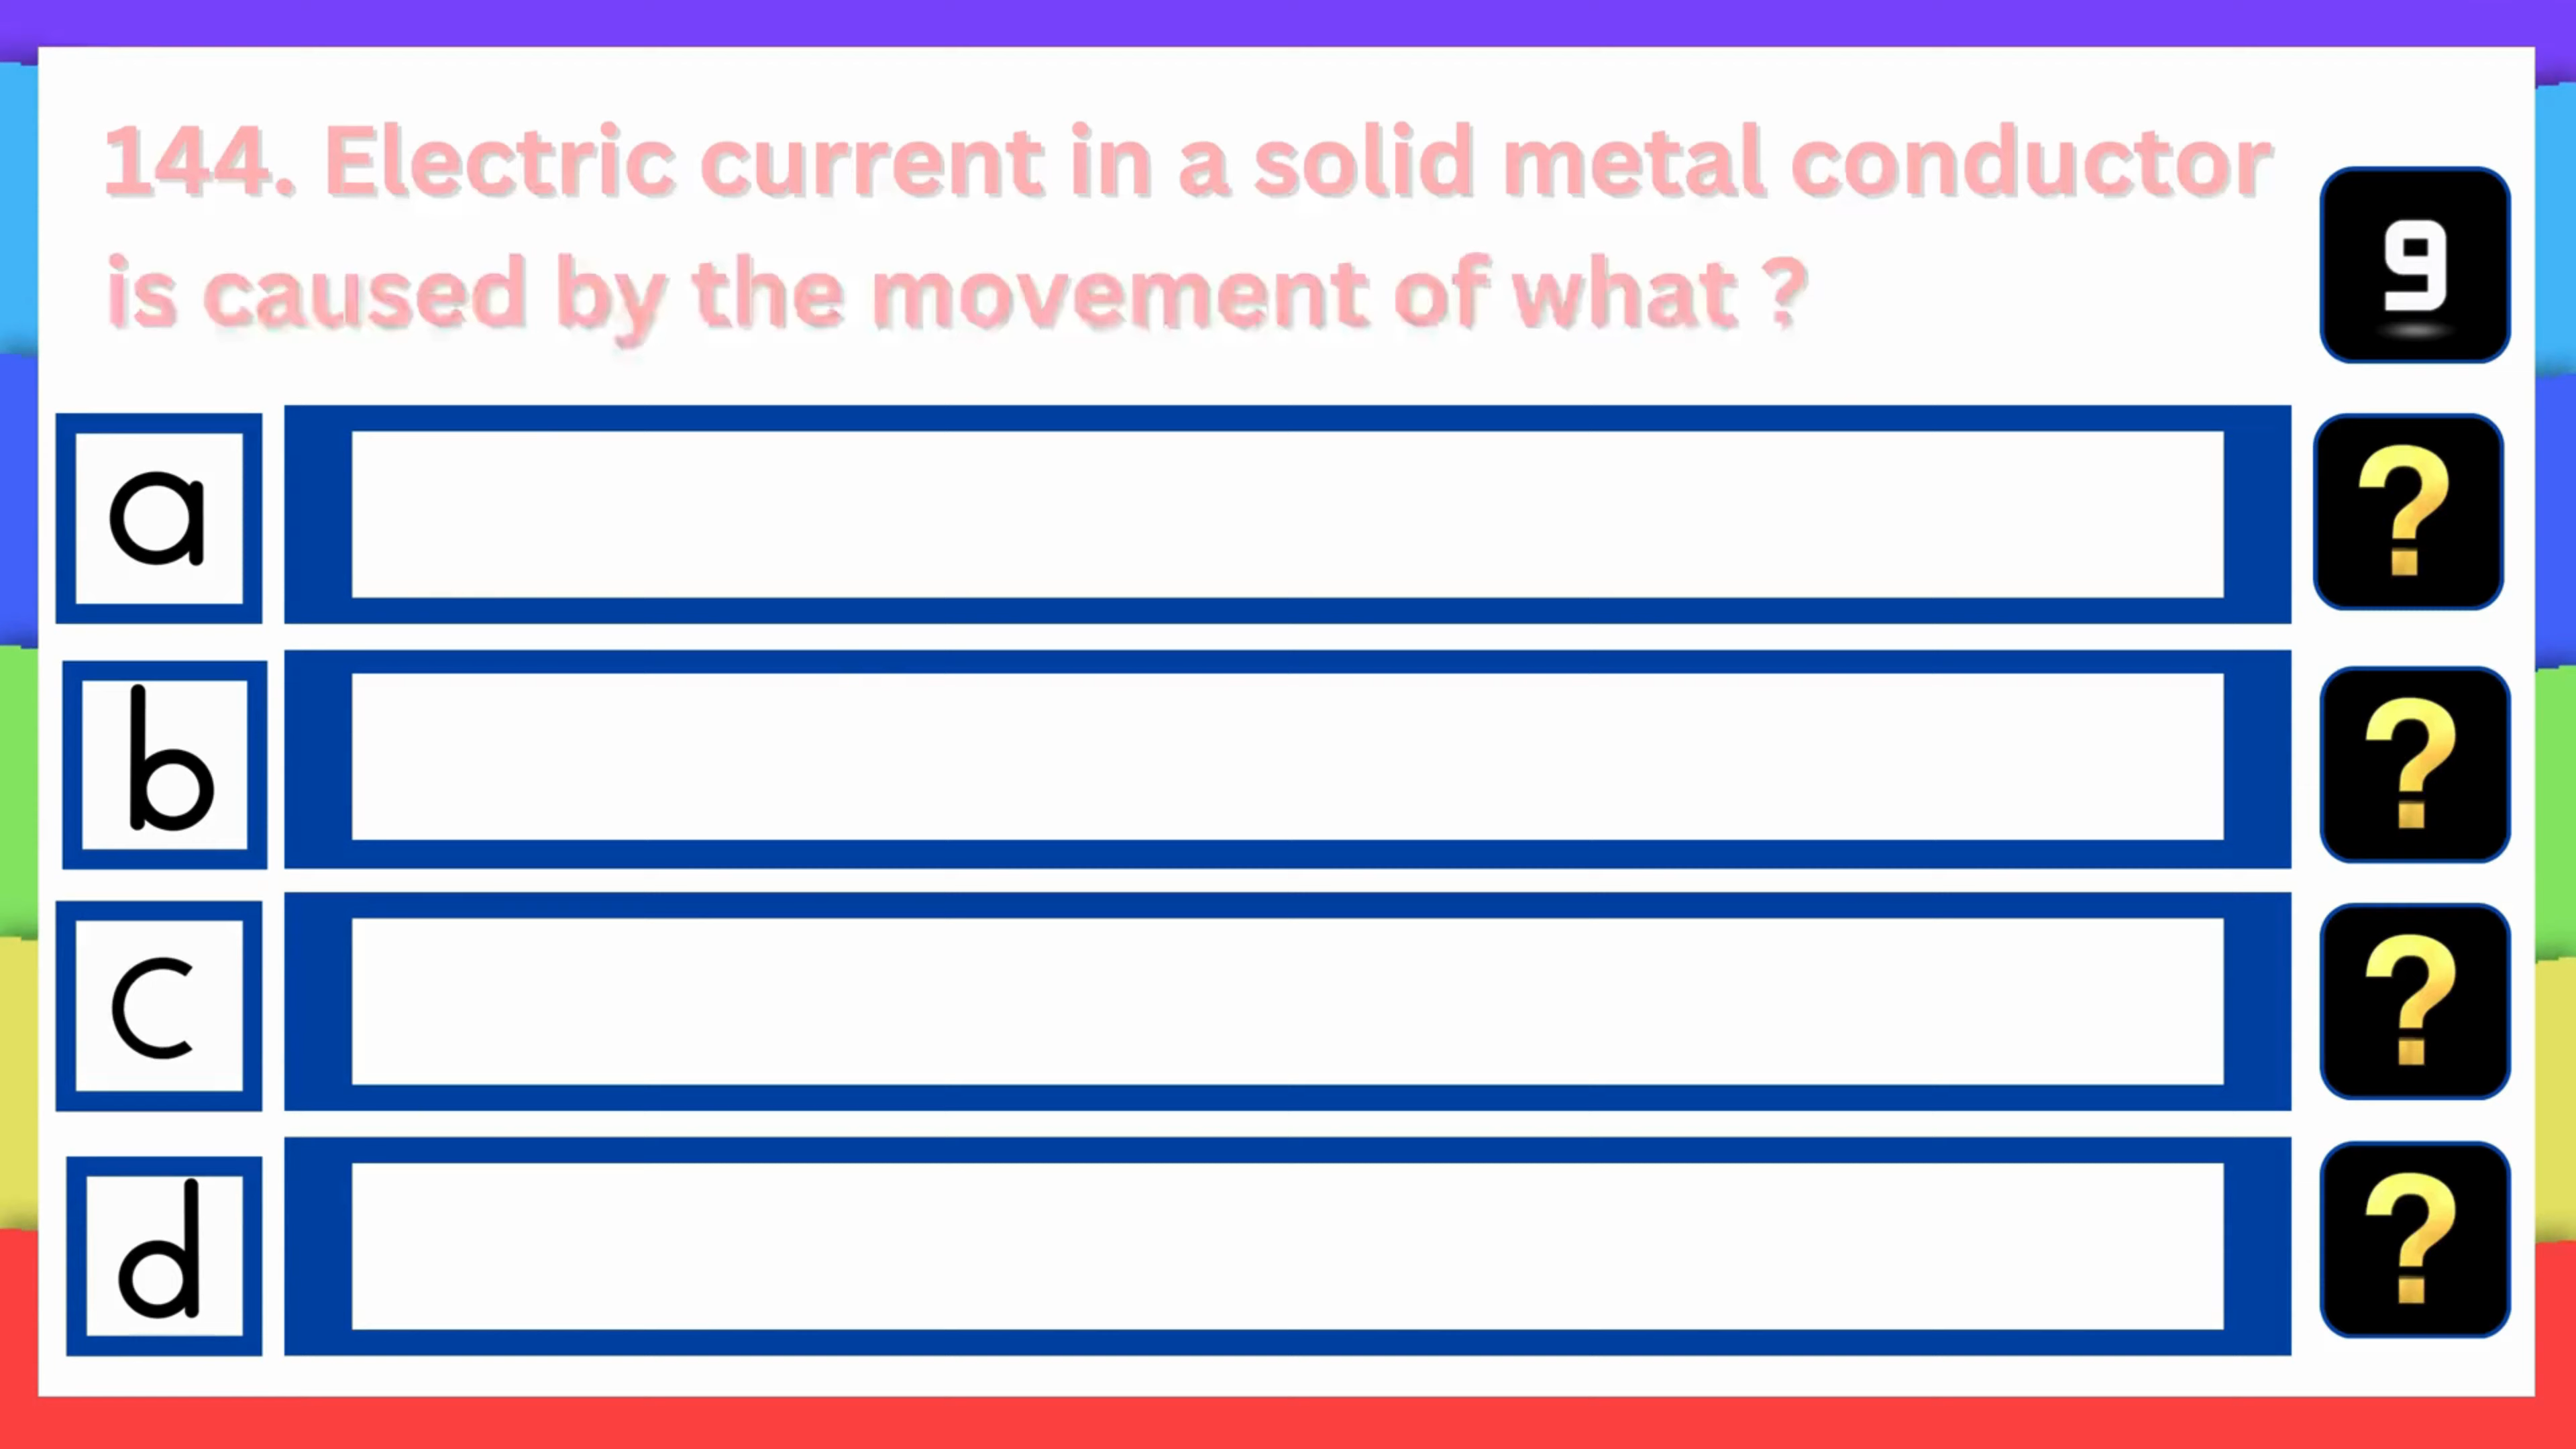 144. Electric current in a solid metal conductor
is caused by the movement of what ?
9
a
?
b
?
c
?
d
?